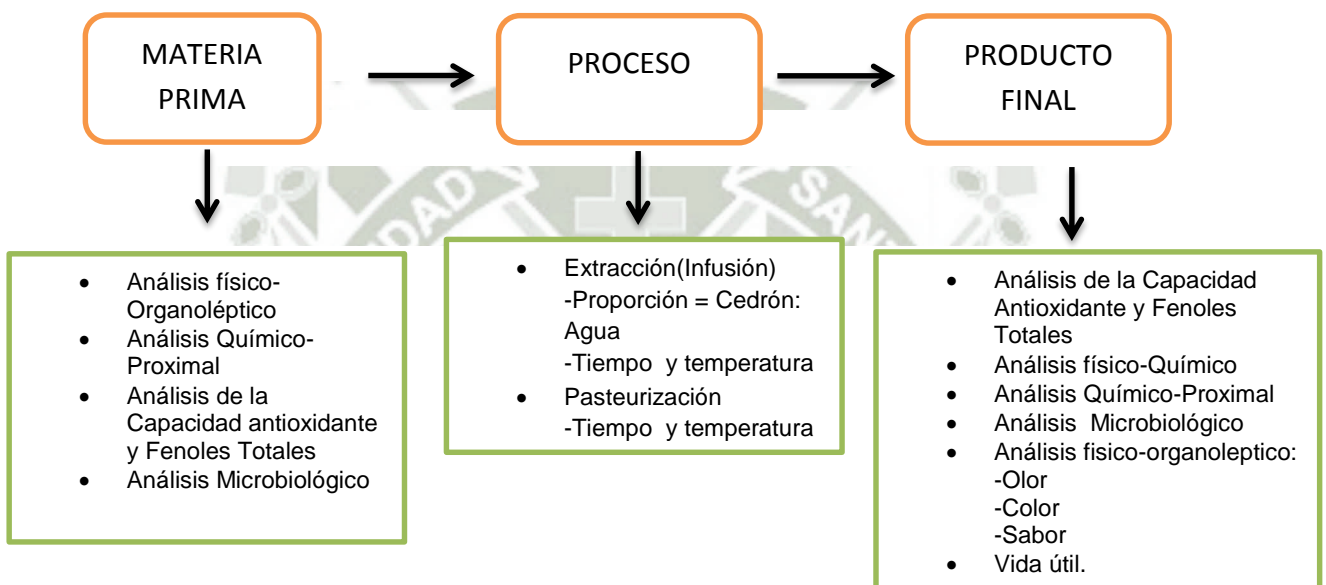 MATERIA
PRIMA
PROCESO
PRODUCTO
FINAL
DAD
SAN
• Análisis físico-
Organoléptico
• Análisis Químico-
Proximal
• Análisis de la
Capacidad antioxidante
y Fenoles Totales
• Análisis Microbiológico
• Extracción(Infusión)
-Proporción = Cedrón:
Agua
-Tiempo y temperatura
• Pasteurización
-Tiempo y temperatura
• Análisis de la Capacidad
Antioxidante y Fenoles
Totales
• Análisis físico-Químico
• Análisis Químico-Proximal
• Análisis Microbiológico
• Análisis fisico-organoleptico:
-Olor
-Color
-Sabor
• Vida útil.